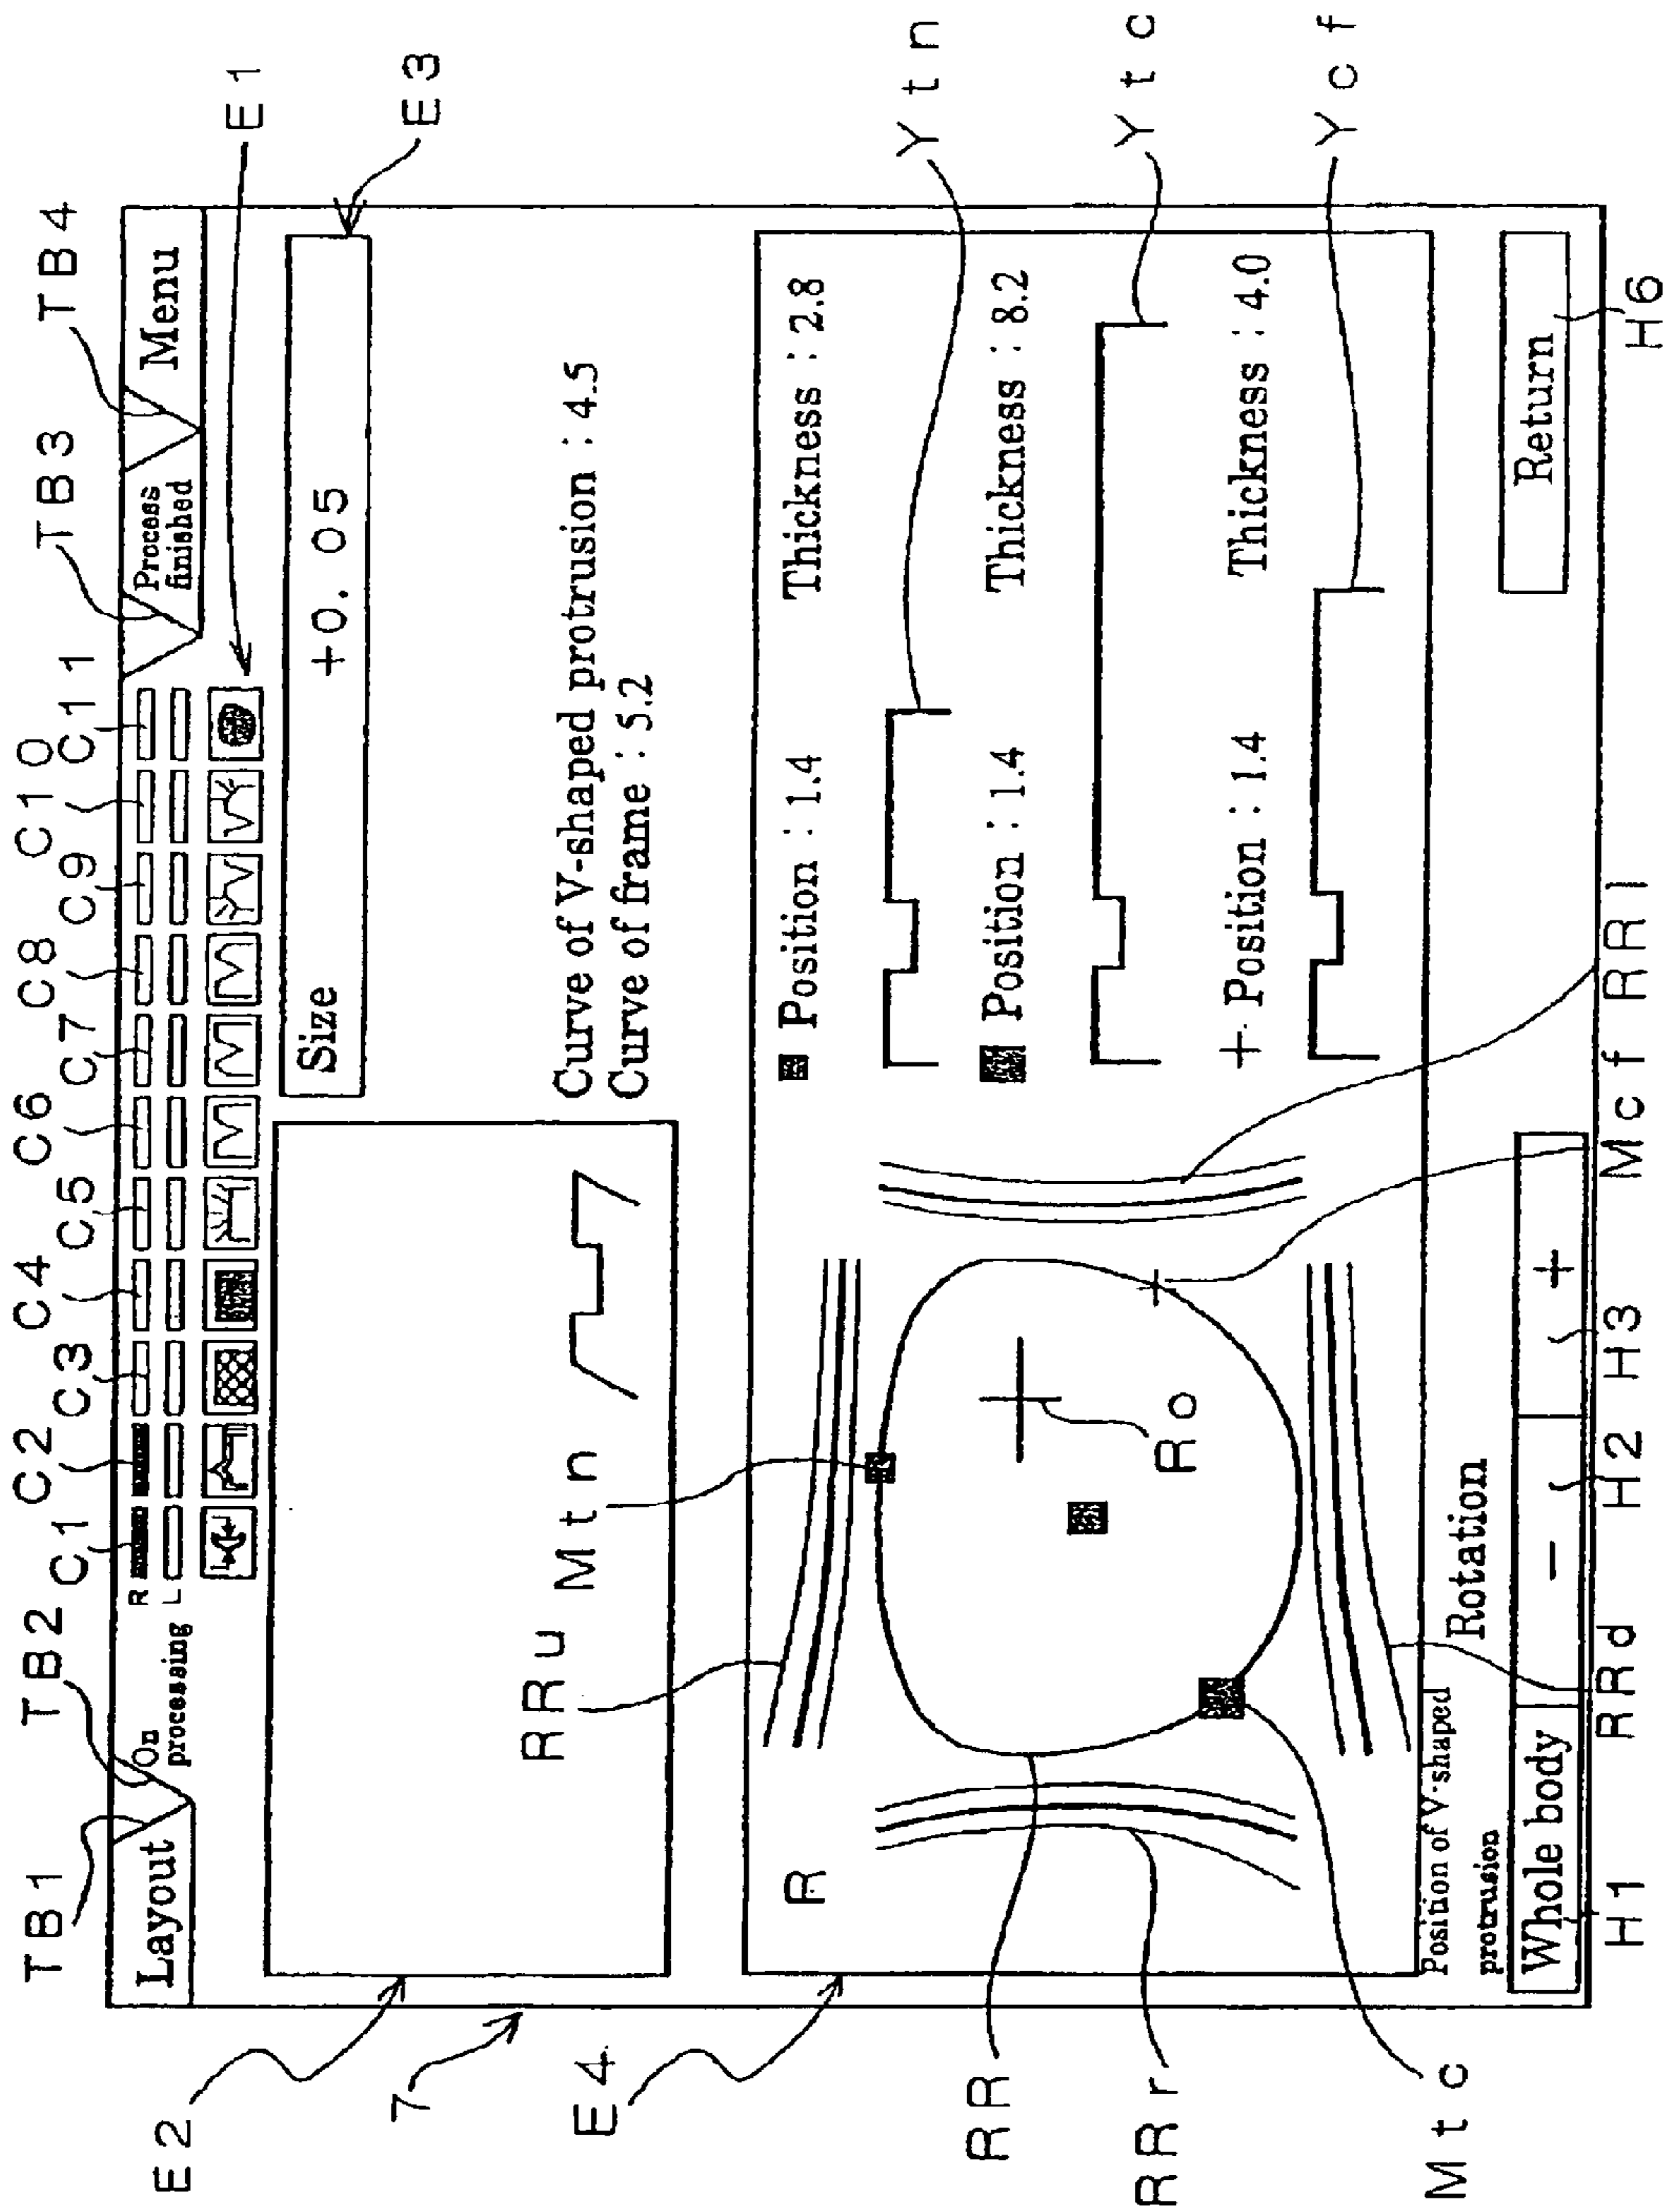 TB1
TB2
C1
C2
C3
C4
C5
C6
C7
C8
C9
C10
C11
TB3
TB4
Layout
On
processing
R
L
Process
finished
Menu
E1
E2
Size
+0.05
E3
7
Curve of V-shaped protrusion : 4.5
Curve of frame : 5.2
RRu
Mtn
E4
R
Position : 1.4
Thickness : 2.8
Ytn
Position : 1.4
Thickness : 8.2
Ytc
+ Position : 1.4
Thickness : 4.0
Ycf
Ro
RR
RRr
Mtc
Position of V-shaped
protrusion
Rotation
Whole body
−
+
Return
H1
RRd
H2
H3
Mcf
RRl
H6